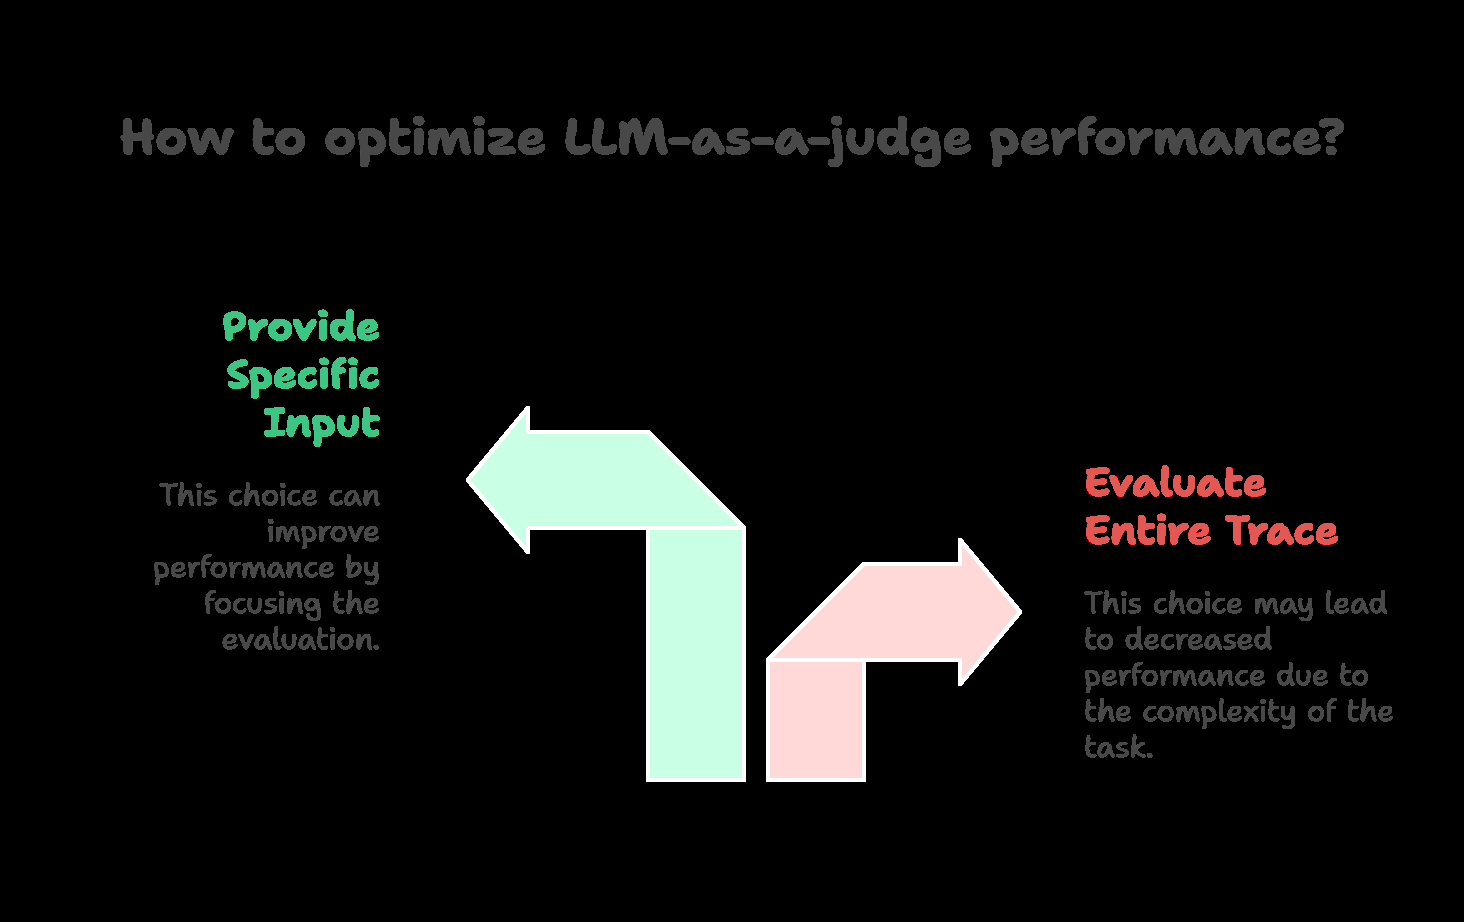 How to optimize LLM-as-a-judge performance?
Provide
Specific
Input
This choice can
improve
performance by
focusing the
evaluation.
Evaluate
Entire Trace
This choice may lead
to decreased
performance due to
the complexity of the
task.